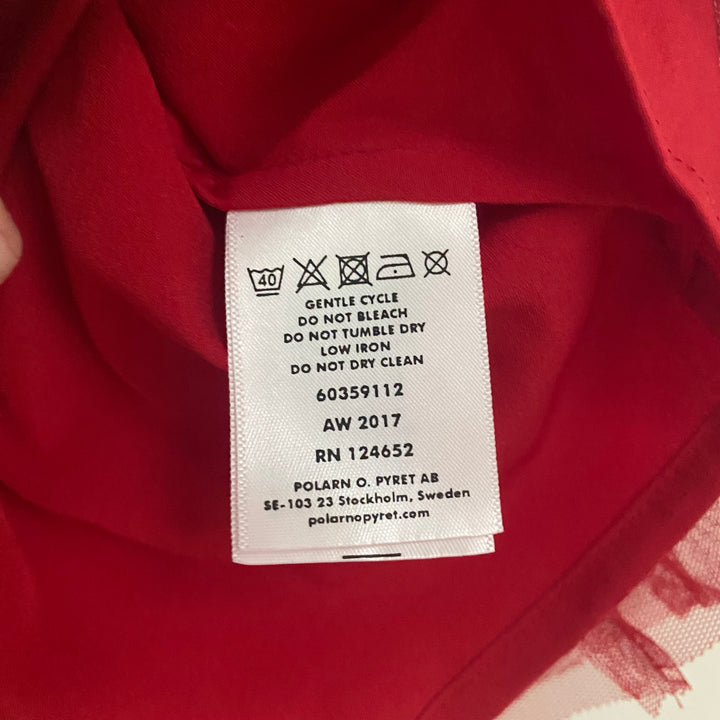 40
GENTLE CYCLE
DO NOT BLEACH
DO NOT TUMBLE DRY
LOW IRON
DO NOT DRY CLEAN
60359112
AW 2017
RN 124652
POLARN O. PYRET AB
SE-103 23 Stockholm, Sweden
polarnopyret.com